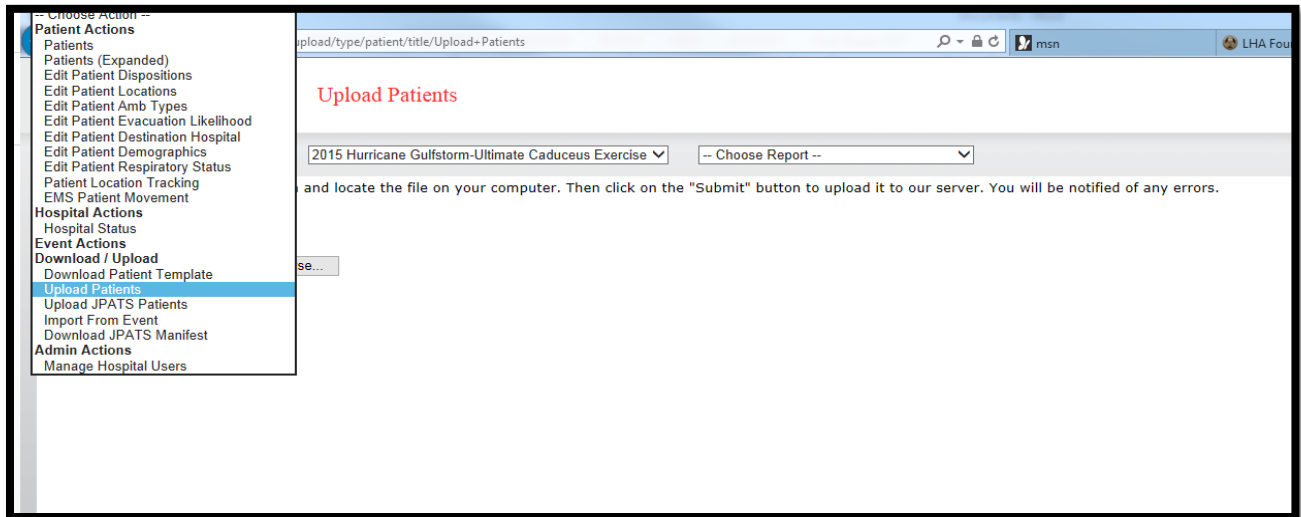 -- Choose Action --
Patient Actions
Patients
Patients (Expanded)
Edit Patient Dispositions
Edit Patient Locations
Edit Patient Amb Types
Edit Patient Evacuation Likelihood
Edit Patient Destination Hospital
Edit Patient Demographics
Edit Patient Respiratory Status
Patient Location Tracking
EMS Patient Movement
Hospital Actions
Hospital Status
Event Actions
Download / Upload
Download Patient Template
Upload Patients
Upload JPATS Patients
Import From Event
Download JPATS Manifest
Admin Actions
Manage Hospital Users
upload/type/patient/title/Upload+Patients
msn
LHA Fou
Upload Patients
2015 Hurricane Gulfstorm-Ultimate Caduceus Exercise
-- Choose Report --
and locate the file on your computer. Then click on the "Submit" button to upload it to our server. You will be notified of any errors.
se...